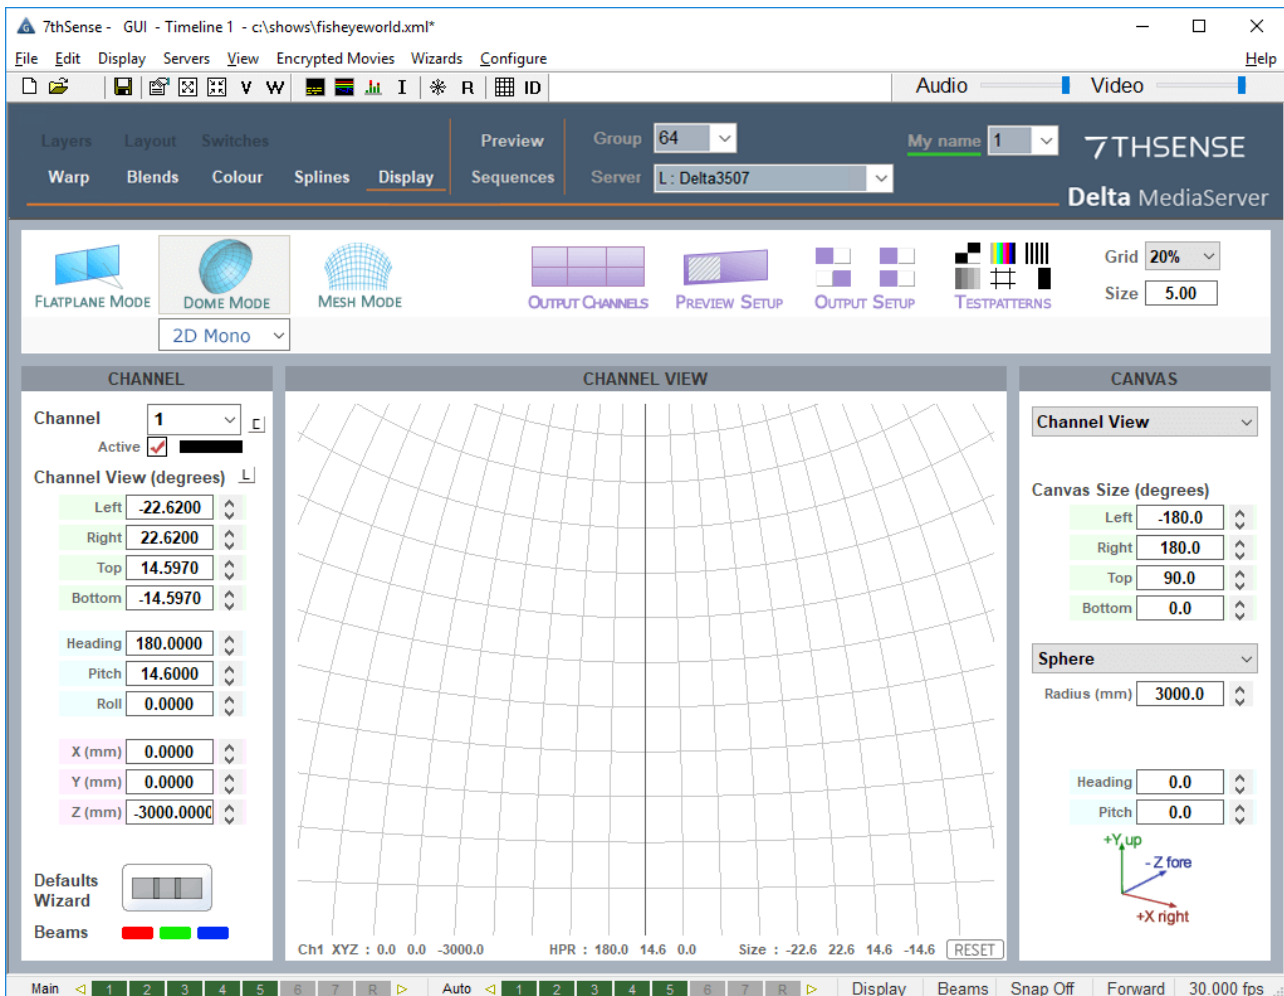 7thSense - GUI - Timeline 1 - c:\shows\fisheyeworld.xml*
File Edit Display Servers View Encrypted Movies Wizards Configure Help
V W I R ID Audio Video
Layers Layout Switches Preview Group 64 My name 1 7THSENSE
Warp Blends Colour Splines Display Sequences Server L : Delta3507
Delta MediaServer
FLATPLANE MODE DOME MODE MESH MODE OUTPUT CHANNELS PREVIEW SETUP OUTPUT SETUP TESTPATTERNS
Grid 20%
Size 5.00
2D Mono
CHANNEL
Channel 1 C
Active
Channel View (degrees) L
Left -22.6200
Right 22.6200
Top 14.5970
Bottom -14.5970
Heading 180.0000
Pitch 14.6000
Roll 0.0000
X (mm) 0.0000
Y (mm) 0.0000
Z (mm) -3000.0000
Defaults
Wizard
Beams
CHANNEL VIEW
Ch1 XYZ : 0.0 0.0 -3000.0 HPR : 180.0 14.6 0.0 Size : -22.6 22.6 14.6 -14.6 RESET
CANVAS
Channel View
Canvas Size (degrees)
Left -180.0
Right 180.0
Top 90.0
Bottom 0.0
Sphere
Radius (mm) 3000.0
Heading 0.0
Pitch 0.0
+Y up
- Z fore
+X right
Main 1 2 3 4 5 6 7 R Auto 1 2 3 4 5 6 7 R Display Beams Snap Off Forward 30.000 fps